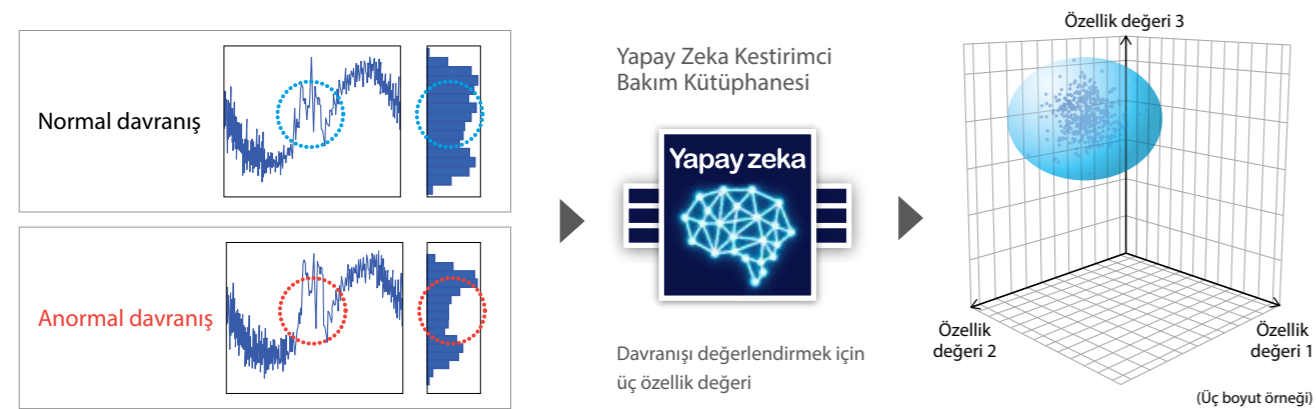 Normal davranış
Anormal davranış
Yapay Zeka Kestirimci
Bakım Kütüphanesi
Yapay zeka
Davranışı değerlendirmek için
üç özellik değeri
Özellik değeri 3
Özellik
değeri 2
Özellik
değeri 1
(Üç boyut örneği)